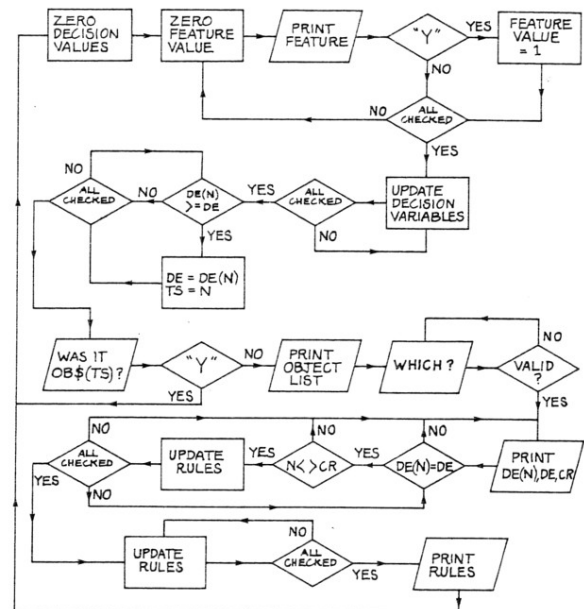 ZERO
DECISION
VALUES
ZERO
FEATURE
VALUE
PRINT
FEATURE
"Y"
YES
FEATURE
VALUE
= 1
NO
NO
ALL
CHECKED
YES
NO
ALL
CHECKED
NO
DE(N)
>=DE
YES
ALL
CHECKED
UPDATE
DECISION
VARIABLES
NO
YES
DE = DE(N)
TS = N
WAS IT
OB$(TS)?
"Y"
NO
YES
PRINT
OBJECT
LIST
WHICH?
NO
VALID
?
YES
NO
NO
NO
ALL
CHECKED
YES
NO
UPDATE
RULES
YES
N<>CR
YES
DE(N)=DE
PRINT
DE(N),DE,CR
UPDATE
RULES
NO
ALL
CHECKED
YES
PRINT
RULES